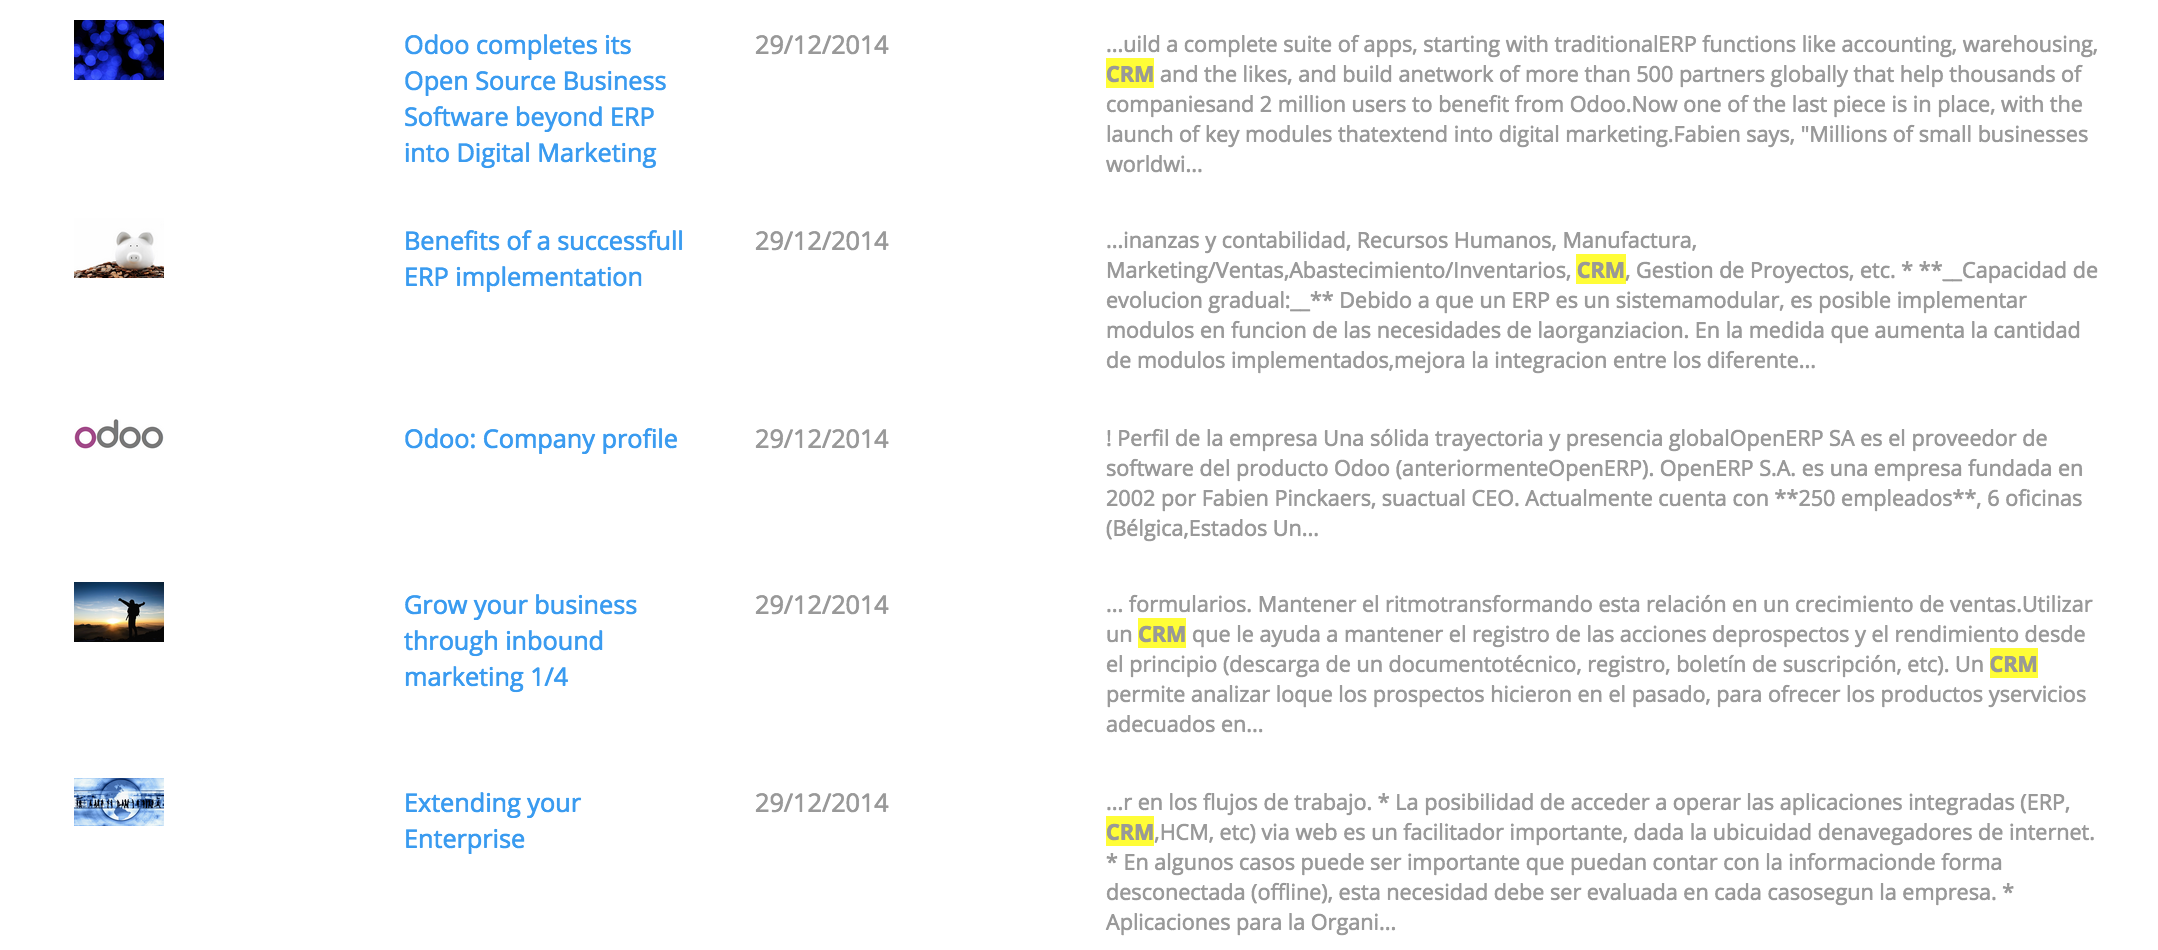 Odoo completes its
Open Source Business
Software beyond ERP
into Digital Marketing
29/12/2014
...uild a complete suite of apps, starting with traditionalERP functions like accounting, warehousing,
CRM and the likes, and build anetwork of more than 500 partners globally that help thousands of
companiesand 2 million users to benefit from Odoo.Now one of the last piece is in place, with the
launch of key modules thatextend into digital marketing.Fabien says, "Millions of small businesses
worldwi...
Benefits of a successfull
ERP implementation
29/12/2014
...inanzas y contabilidad, Recursos Humanos, Manufactura,
Marketing/Ventas,Abastecimiento/Inventarios, CRM, Gestion de Proyectos, etc. * **__Capacidad de
evolucion gradual:__** Debido a que un ERP es un sistemamodular, es posible implementar
modulos en funcion de las necesidades de laorganziacion. En la medida que aumenta la cantidad
de modulos implementados,mejora la integracion entre los diferente...
odoo
Odoo: Company profile
29/12/2014
! Perfil de la empresa Una sólida trayectoria y presencia globalOpenERP SA es el proveedor de
software del producto Odoo (anteriormenteOpenERP). OpenERP S.A. es una empresa fundada en
2002 por Fabien Pinckaers, suactual CEO. Actualmente cuenta con **250 empleados**, 6 oficinas
(Bélgica,Estados Un...
Grow your business
through inbound
marketing 1/4
29/12/2014
... formularios. Mantener el ritmotransformando esta relación en un crecimiento de ventas.Utilizar
un CRM que le ayuda a mantener el registro de las acciones deprospectos y el rendimiento desde
el principio (descarga de un documentotécnico, registro, boletín de suscripción, etc). Un CRM
permite analizar loque los prospectos hicieron en el pasado, para ofrecer los productos yservicios
adecuados en...
Extending your
Enterprise
29/12/2014
...r en los flujos de trabajo. * La posibilidad de acceder a operar las aplicaciones integradas (ERP,
CRM,HCM, etc) via web es un facilitador importante, dada la ubicuidad denavegadores de internet.
* En algunos casos puede ser importante que puedan contar con la informacionde forma
desconectada (offline), esta necesidad debe ser evaluada en cada casosegun la empresa. *
Aplicaciones para la Organi...